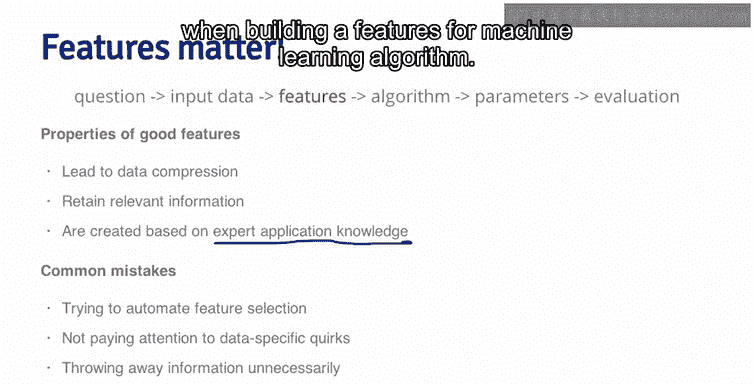 when building a features for machine
learning algorithm.
Features matter!
question -> input data -> features -> algorithm -> parameters -> evaluation
Properties of good features
· Lead to data compression
· Retain relevant information
· Are created based on expert application knowledge
Common mistakes
· Trying to automate feature selection
· Not paying attention to data-specific quirks
· Throwing away information unnecessarily